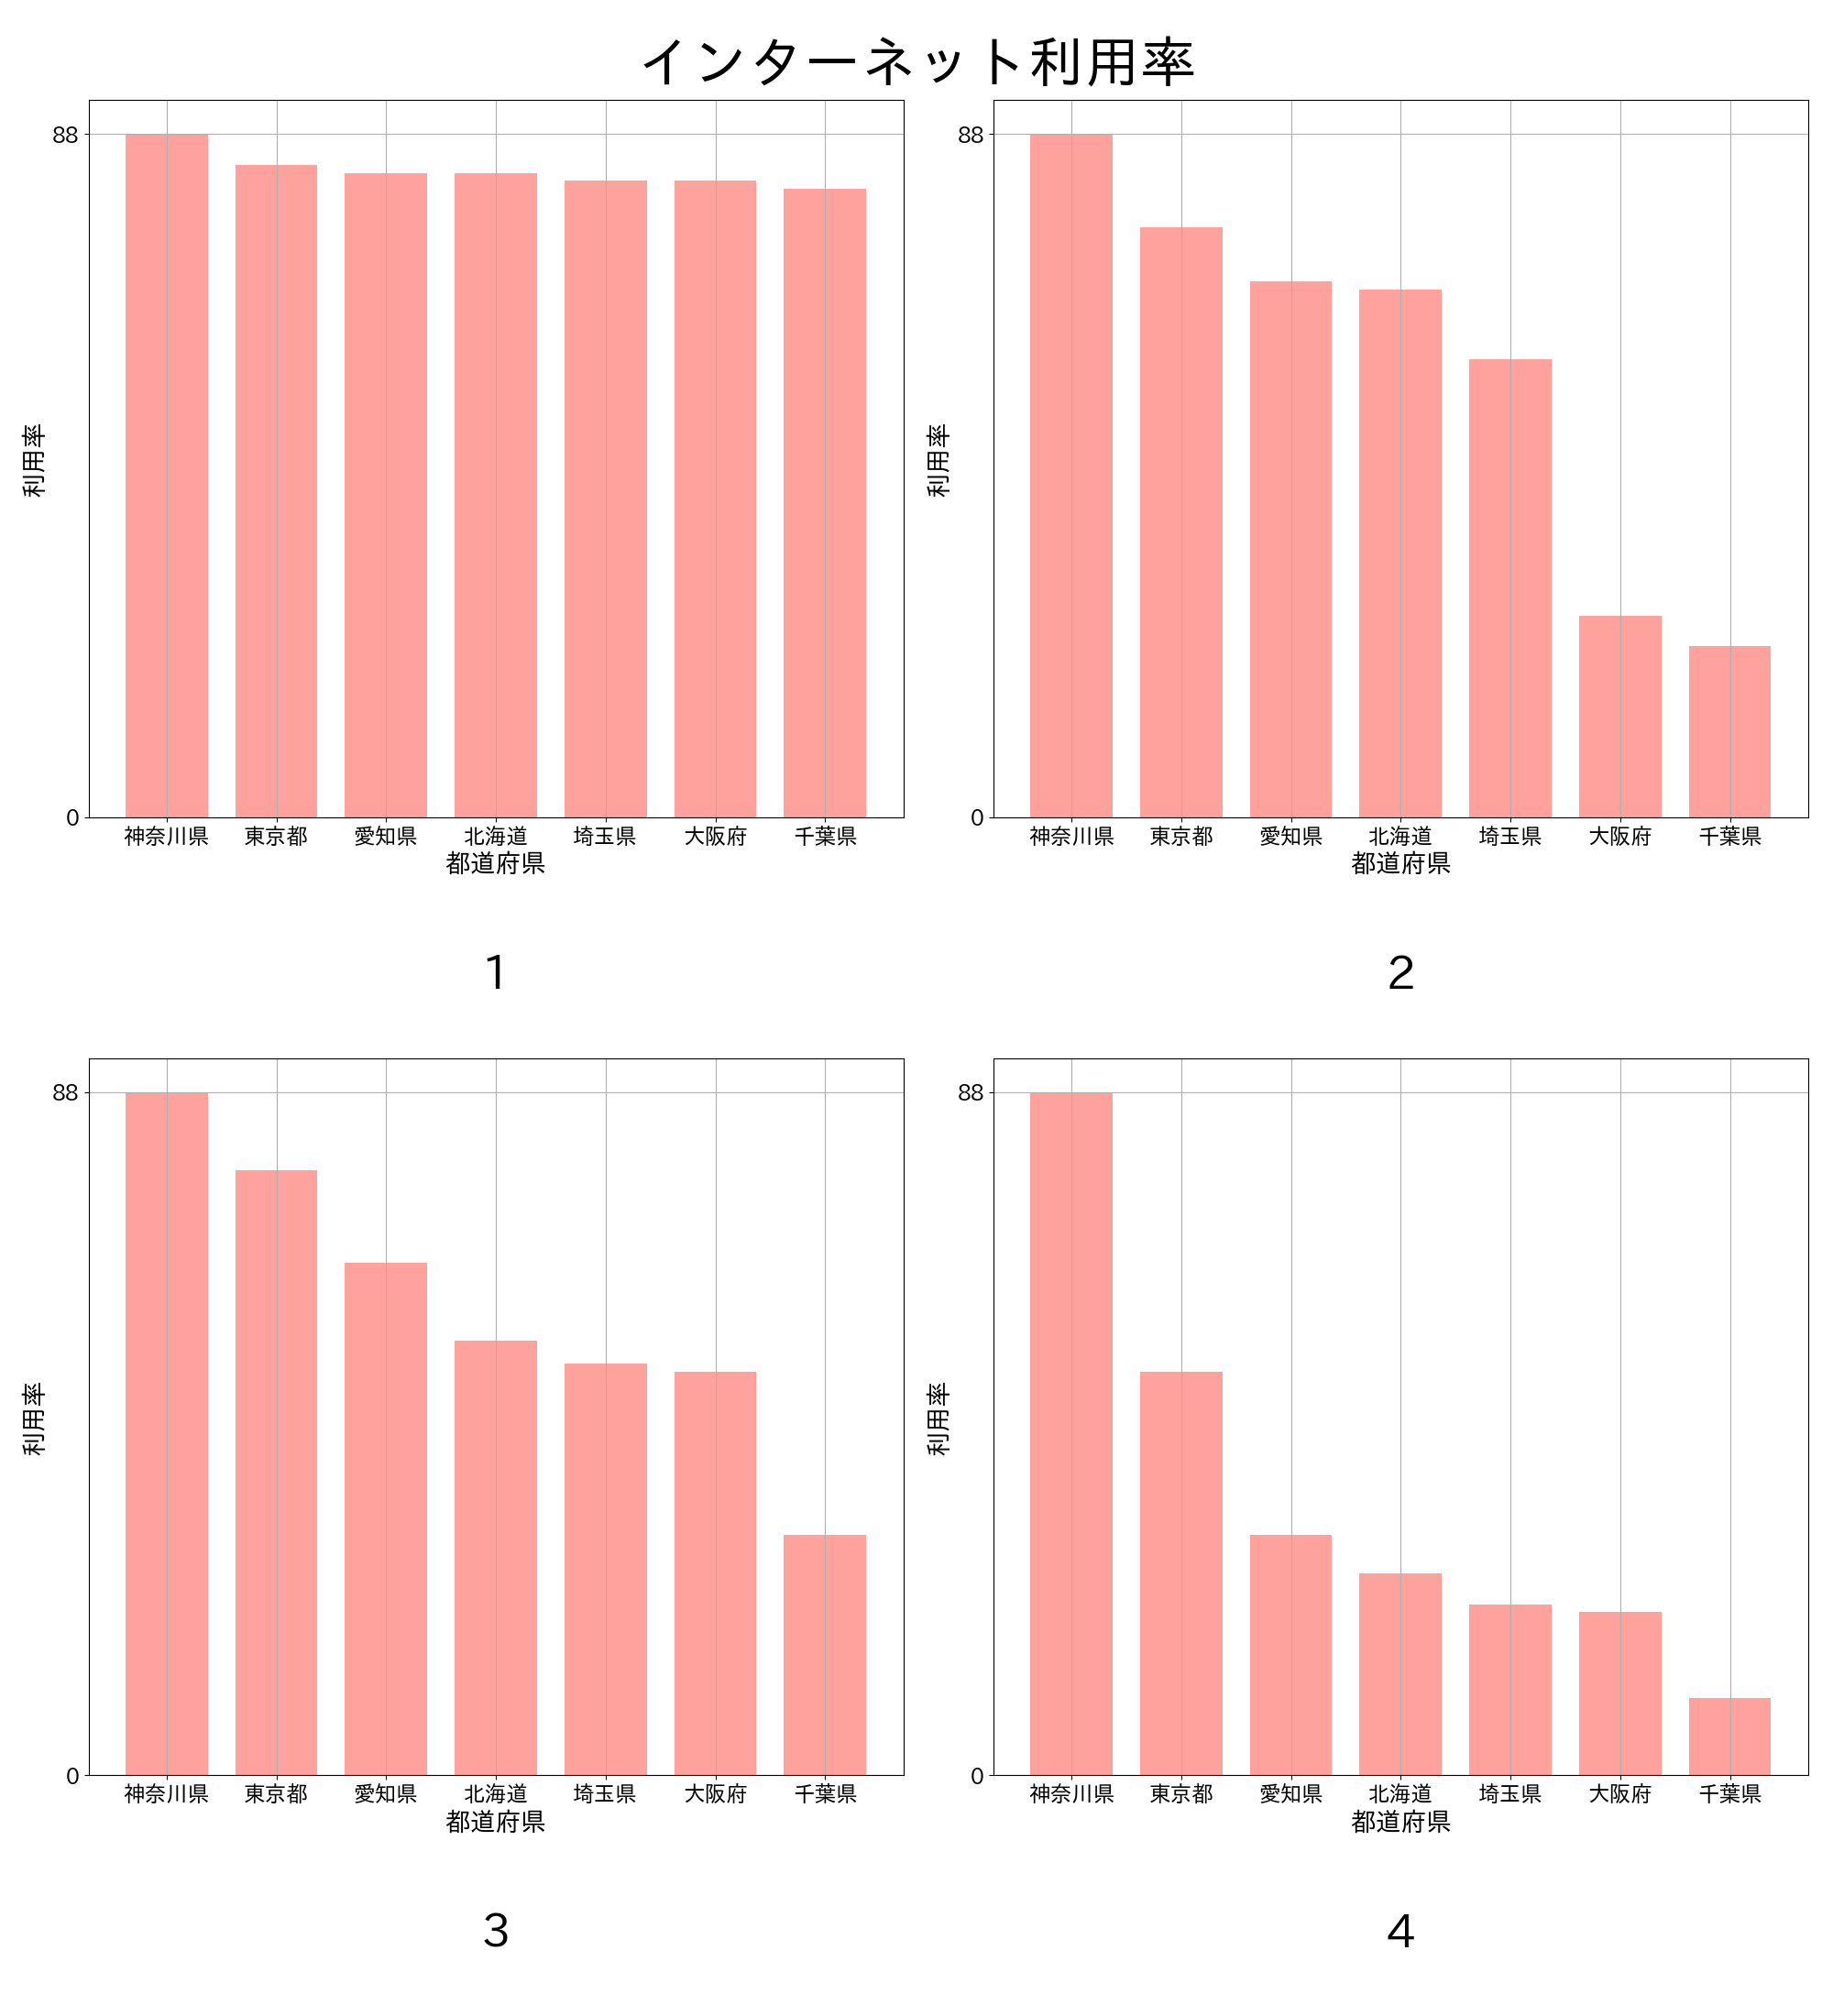 インターネット利用率
88
0
利用率
神奈川県 東京都 愛知県 北海道 埼玉県 大阪府 千葉県
都道府県
1
88
0
利用率
神奈川県 東京都 愛知県 北海道 埼玉県 大阪府 千葉県
都道府県
2
88
0
利用率
神奈川県 東京都 愛知県 北海道 埼玉県 大阪府 千葉県
都道府県
3
88
0
利用率
神奈川県 東京都 愛知県 北海道 埼玉県 大阪府 千葉県
都道府県
4